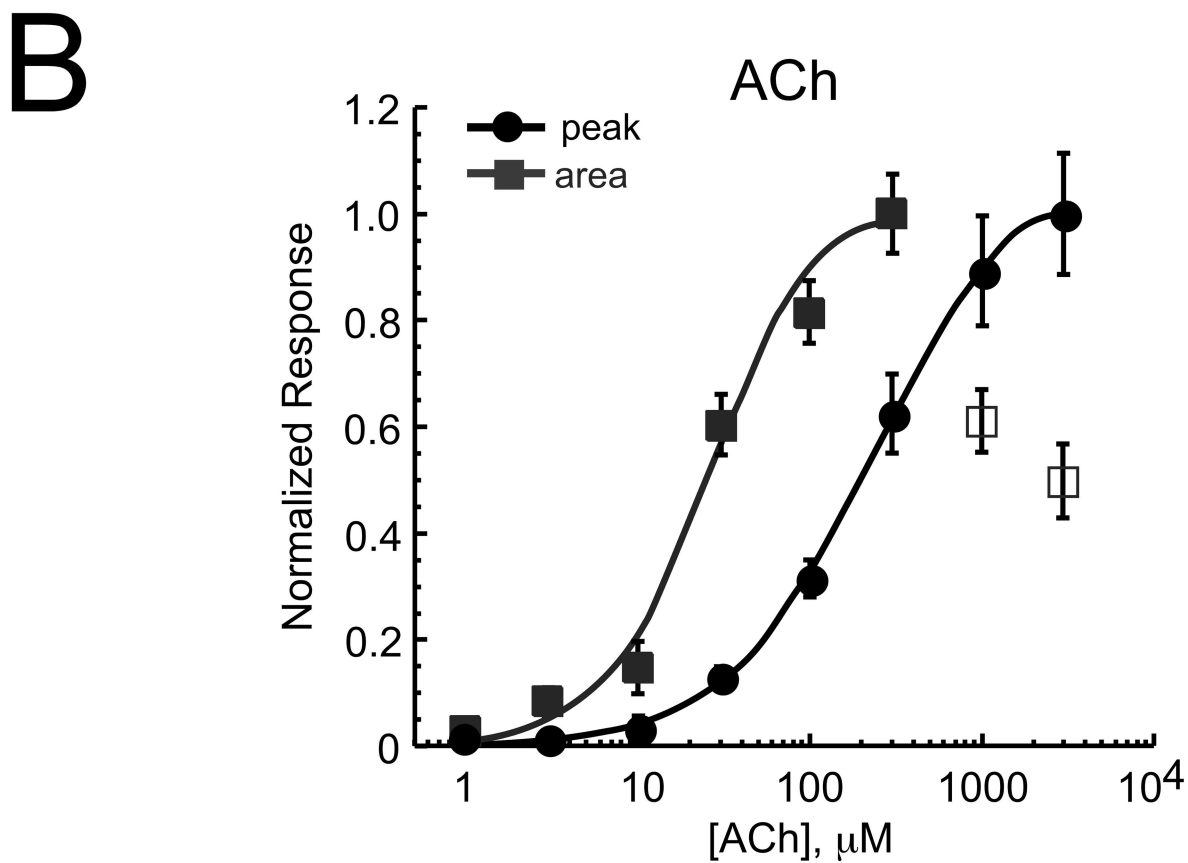 B
ACh
peak
area
1.2
1.0
0.8
0.6
0.4
0.2
0
Normalized Response
1 10 100 1000 10⁴
[ACh], μM